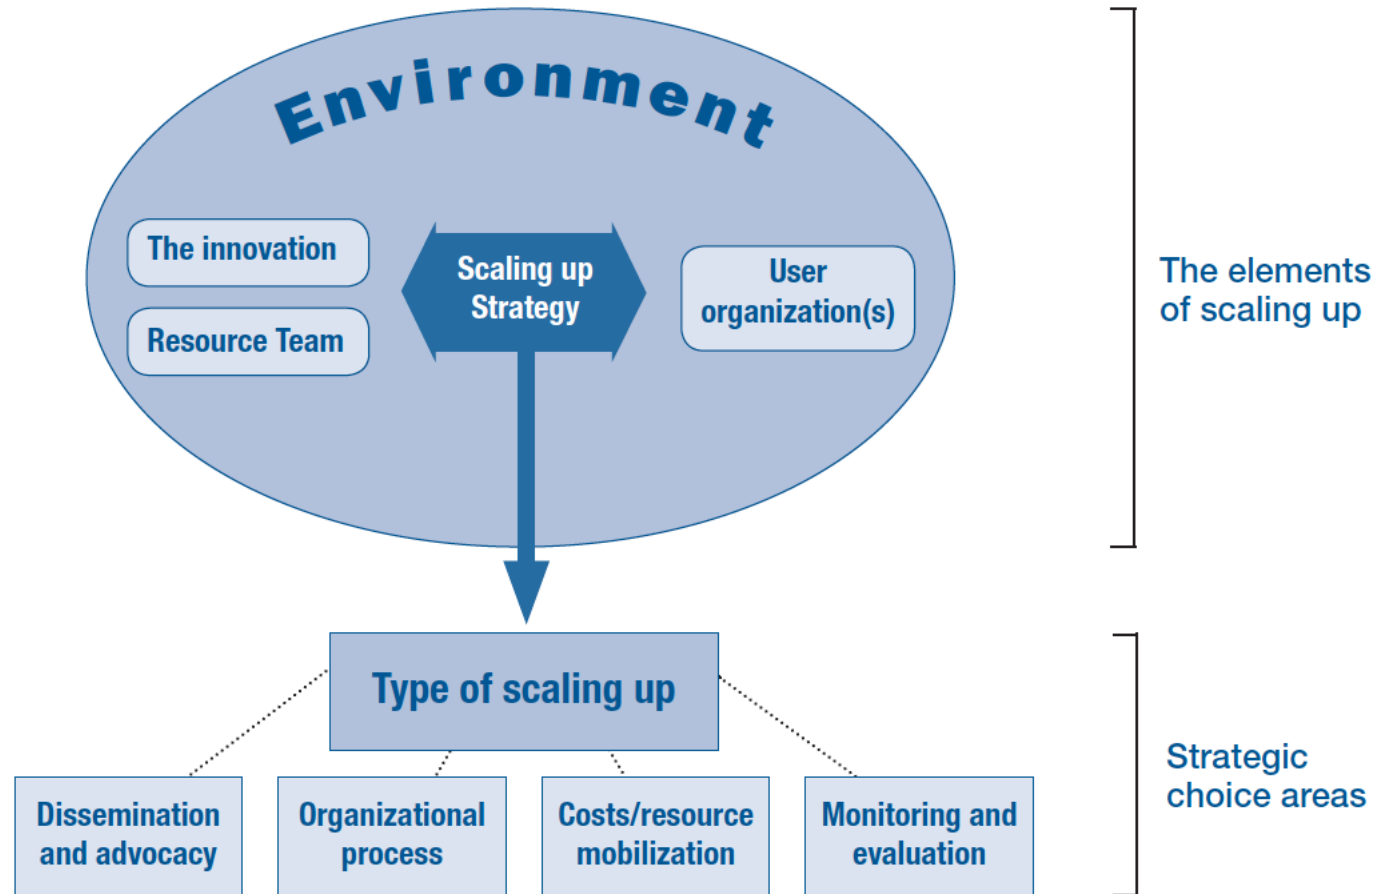 Environment
The innovation
Resource Team
Scaling up
Strategy
User
organization(s)
The elements
of scaling up
Type of scaling up
Strategic
choice areas
Dissemination
and advocacy
Organizational
process
Costs/resource
mobilization
Monitoring and
evaluation